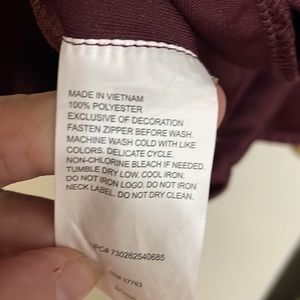 MADE IN VIETNAM
100% POLYESTER
EXCLUSIVE OF DECORATION
FASTEN ZIPPER BEFORE WASH.
MACHINE WASH COLD WITH LIKE
COLORS. DELICATE CYCLE.
NON-CHLORINE BLEACH IF NEEDED.
TUMBLE DRY LOW. COOL IRON.
DO NOT IRON LOGO. DO NOT IRON
NECK LABEL. DO NOT DRY CLEAN.
UPC# 730262540685
37763